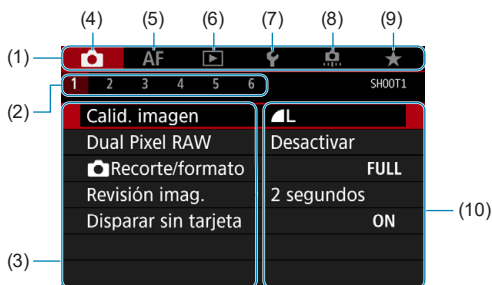 (4) (5) (6) (7) (8) (9)
(1) AF
1 2 3 4 5 6 SHOOT1
(2)
Calid. imagen L
Dual Pixel RAW Desactivar
Recorte/formato FULL
Revisión imag. 2 segundos
(10)
Disparar sin tarjeta ON
(3)